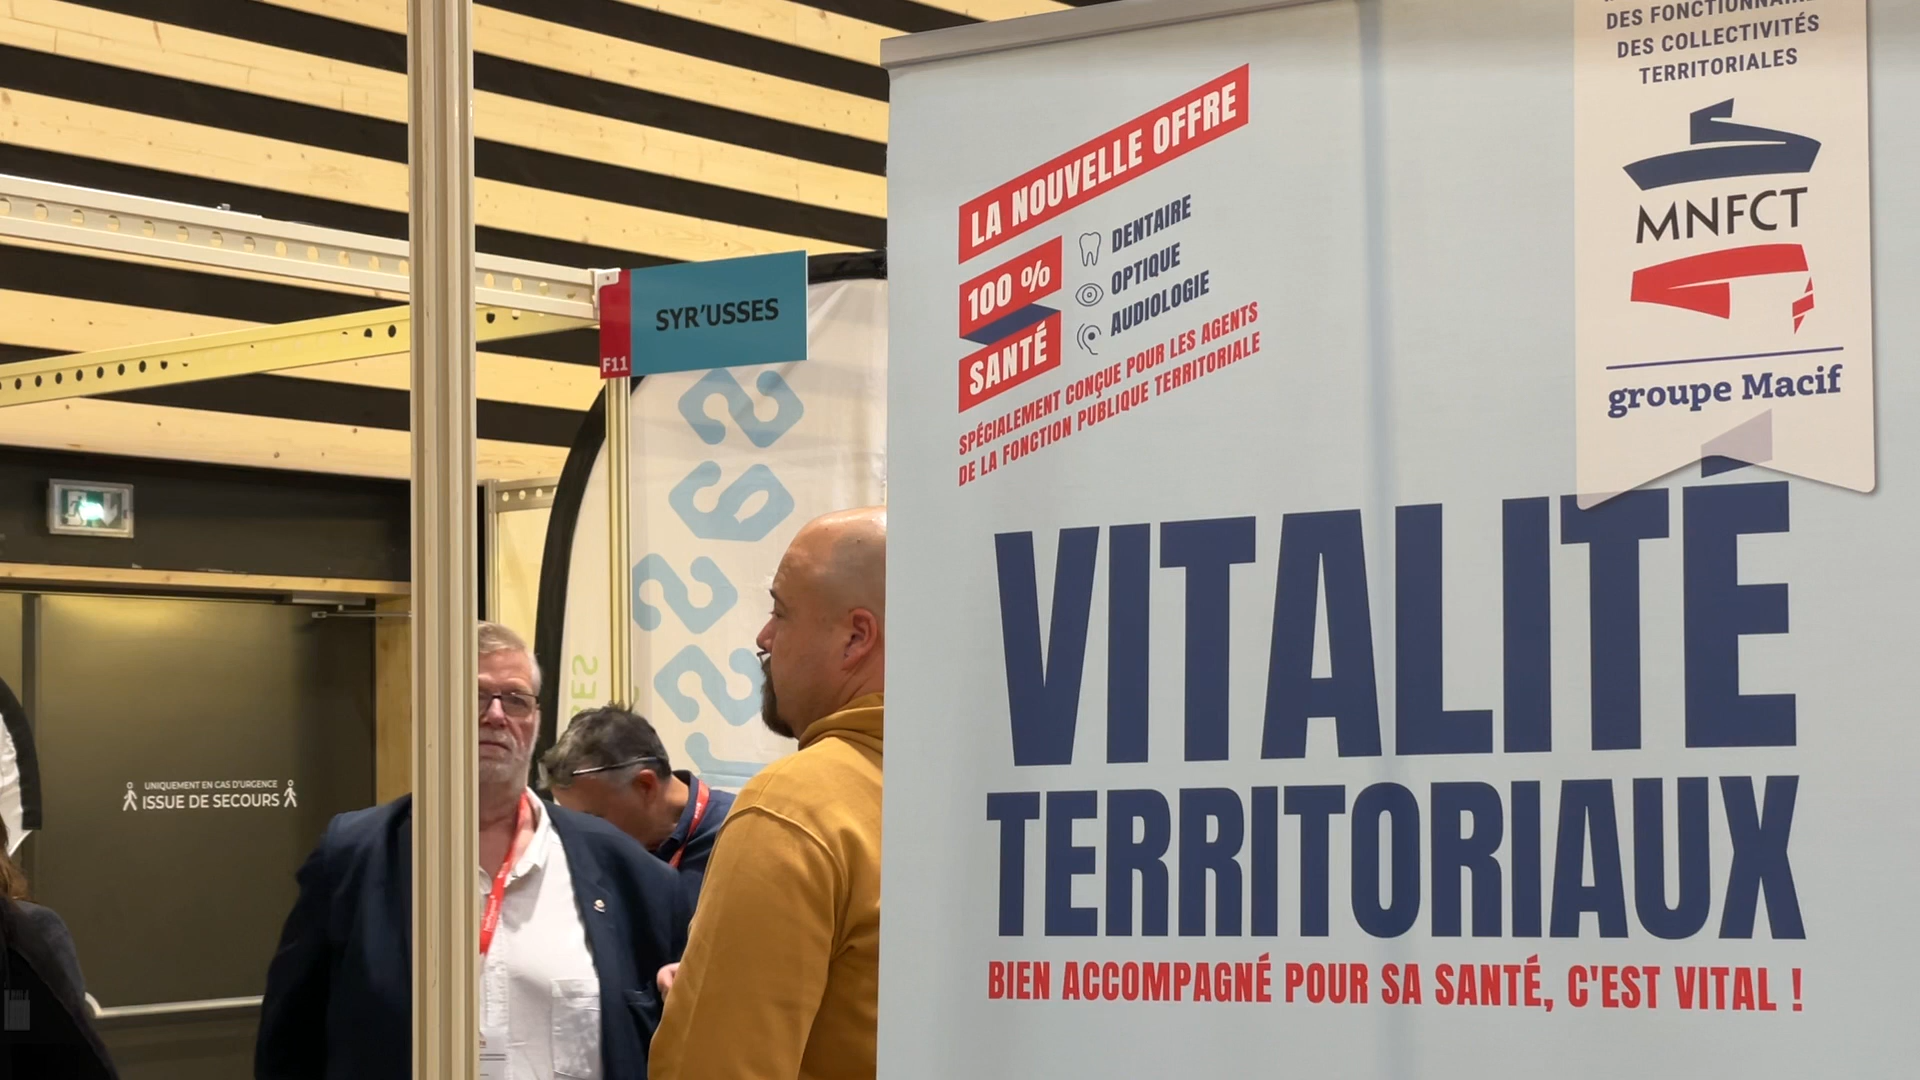 DES COLLECTIVITÉS
TERRITORIALES
MNFCT
groupe Macif
LA NOUVELLE OFFRE
100 %
SANTÉ
DENTAIRE
OPTIQUE
AUDIOLOGIE
SPÉCIALEMENT CONÇUE POUR LES AGENTS
DE LA FONCTION PUBLIQUE TERRITORIALE
VITALITÉ
TERRITORIAUX
BIEN ACCOMPAGNÉ POUR SA SANTÉ, C'EST VITAL !
SYR'USSES
F11
UNIQUEMENT EN CAS D'URGENCE
ISSUE DE SECOURS